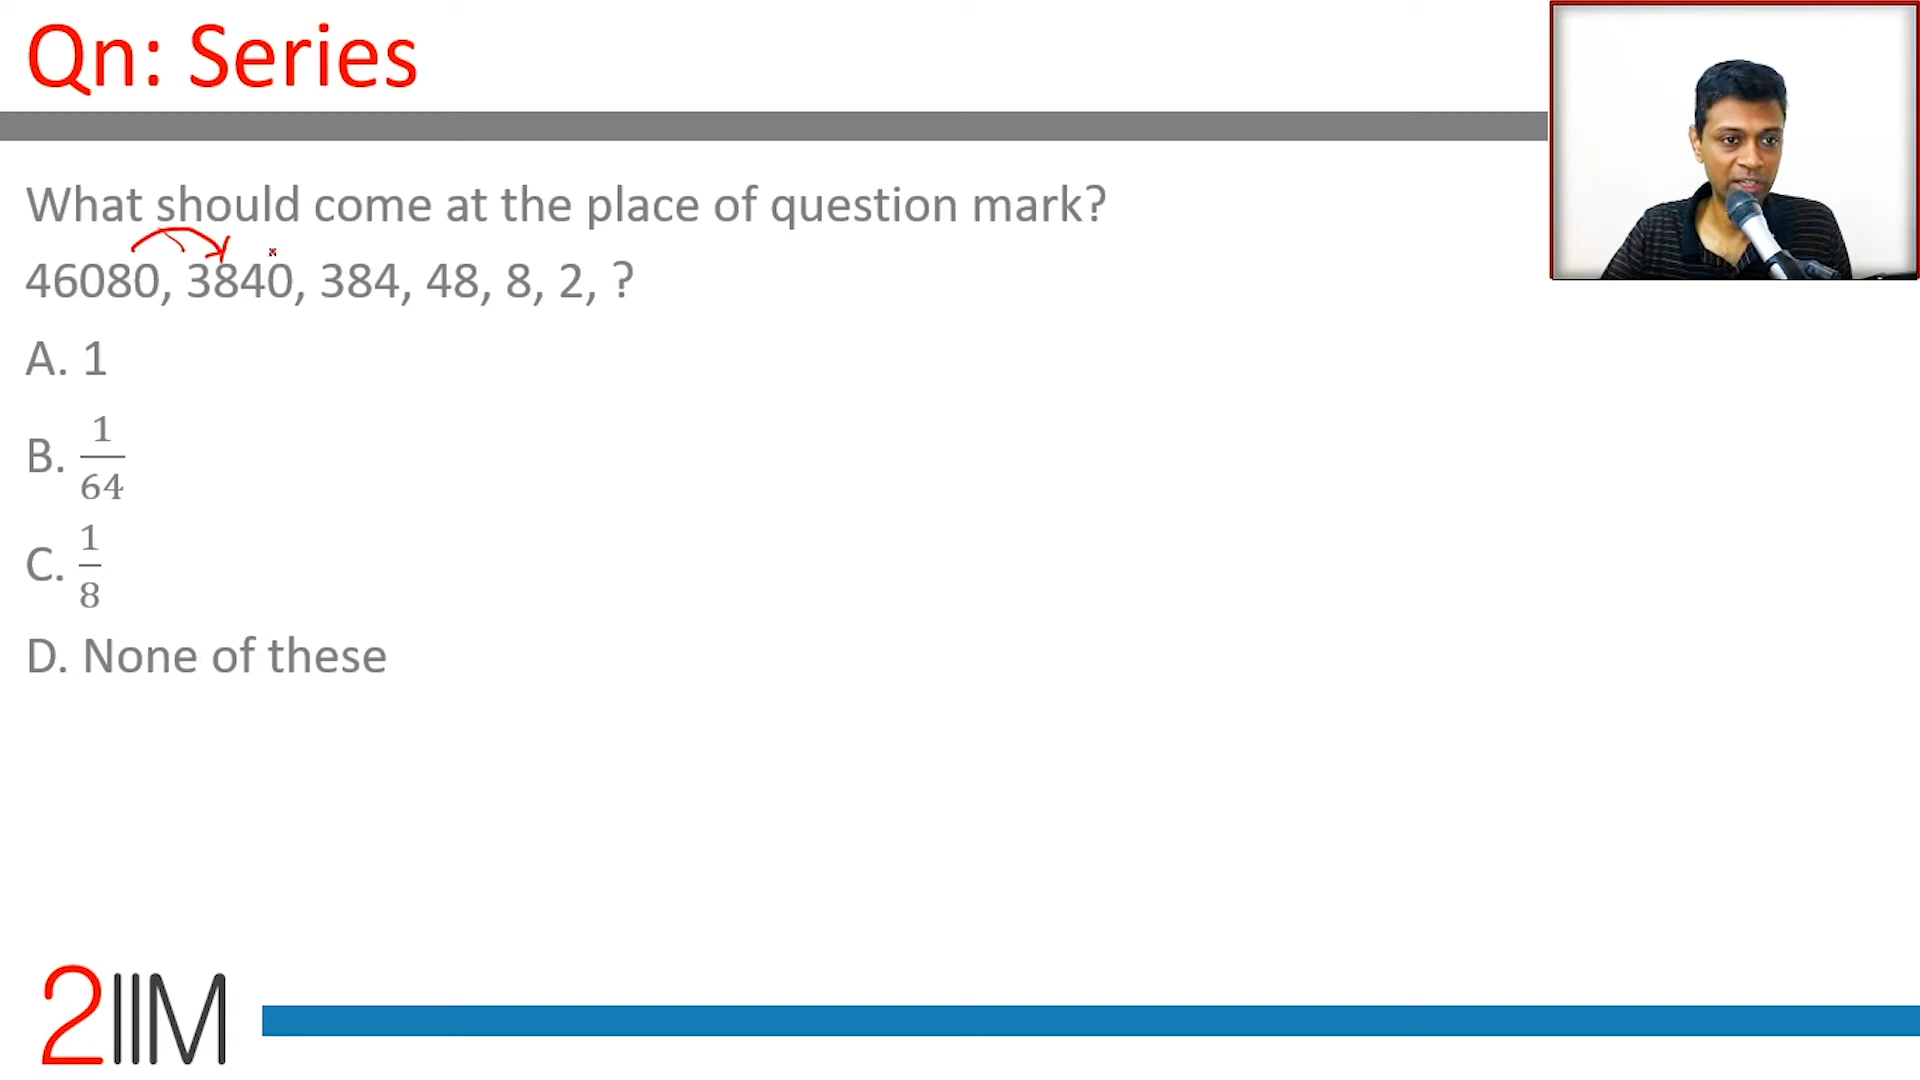 Qn: Series
What should come at the place of question mark?
46080, 3840, 384, 48, 8, 2, ?
A. 1
B. 1/64
C. 1/8
D. None of these
2IIM